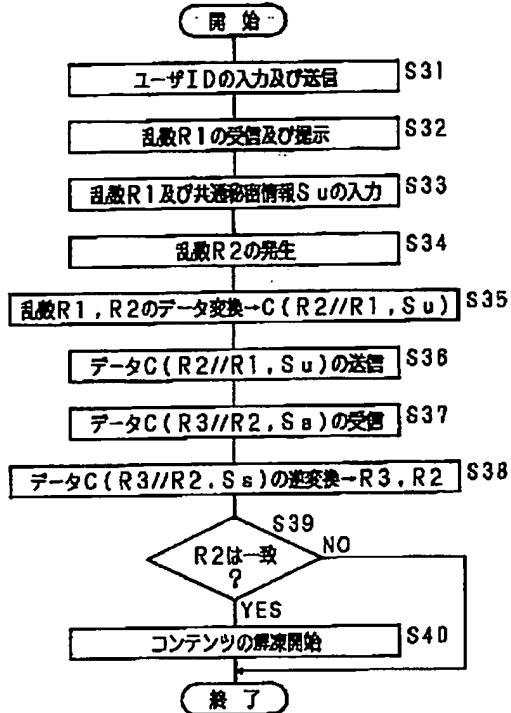 開始
ユーザIDの入力及び送信 S31
乱数R1の受信及び提示 S32
乱数R1及び共通秘密情報Suの入力 S33
乱数R2の発生 S34
乱数R1,R2のデータ変換→C(R2//R1,Su) S35
データC(R2//R1,Su)の送信 S36
データC(R3//R2,Ss)の受信 S37
データC(R3//R2,Ss)の逆変換→R3,R2 S38
S39
R2は一致
?
NO
YES
コンテンツの解凍開始 S40
終了